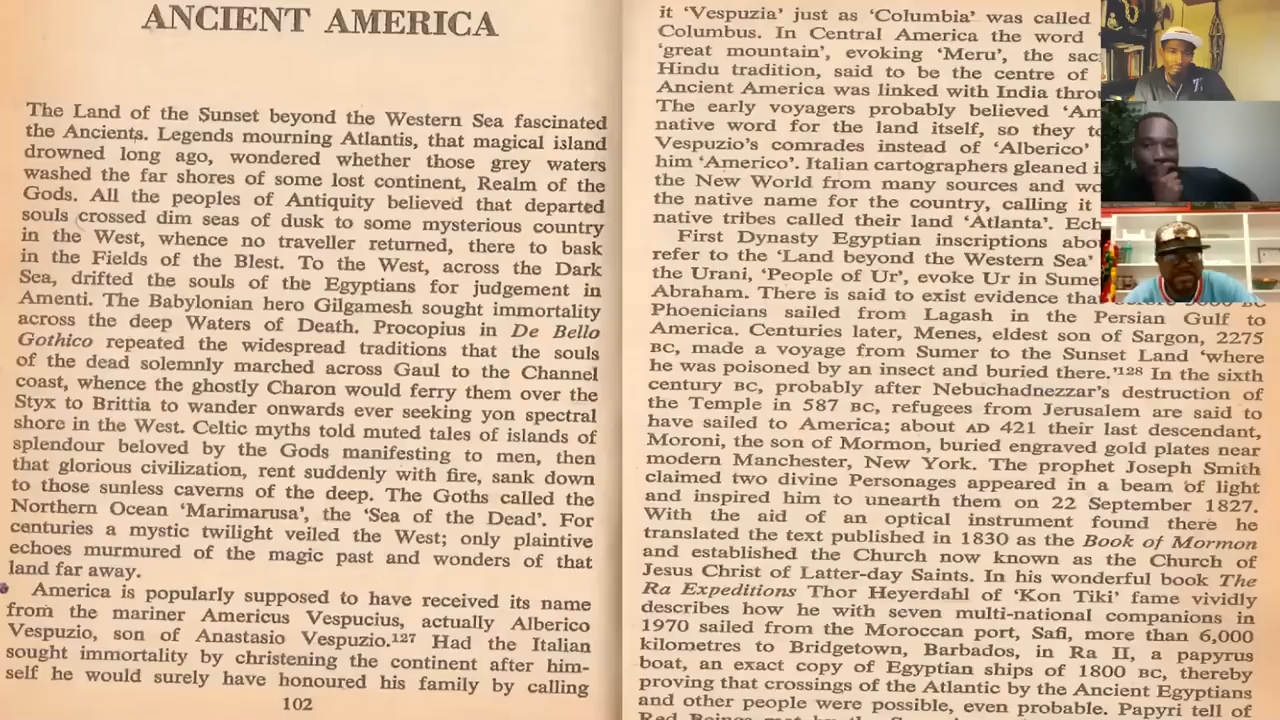 ANCIENT AMERICA
The Land of the Sunset beyond the Western Sea fascinated
the Ancients. Legends mourning Atlantis, that magical island
drowned long ago, wondered whether those grey waters
washed the far shores of some lost continent, Realm of the
Gods. All the peoples of Antiquity believed that departed
souls crossed dim seas of dusk to some mysterious country
in the West, whence no traveller returned, there to bask
in the Fields of the Blest. To the West, across the Dark
Sea, drifted the souls of the Egyptians for judgement in
Amenti. The Babylonian hero Gilgamesh sought immortality
across the deep Waters of Death. Procopius in De Bello
Gothico repeated the widespread traditions that the souls
of the dead solemnly marched across Gaul to the Channel
coast, whence the ghostly Charon would ferry them over the
Styx to Brittia to wander onwards ever seeking yon spectral
shore in the West. Celtic myths told muted tales of islands of
splendour beloved by the Gods manifesting to men, then
that glorious civilization, rent suddenly with fire, sank down
to those sunless caverns of the deep. The Goths called the
Northern Ocean 'Marimarusa', the 'Sea of the Dead'. For
centuries a mystic twilight veiled the West; only plaintive
echoes murmured of the magic past and wonders of that
land far away.
America is popularly supposed to have received its name
from the mariner Americus Vespucius, actually Alberico
Vespuzio, son of Anastasio Vespuzio.127 Had the Italian
sought immortality by christening the continent after him-
self he would surely have honoured his family by calling
102
it 'Vespuzia' just as 'Columbia' was called
Columbus. In Central America the word
'great mountain', evoking 'Meru', the sac
Hindu tradition, said to be the centre of
Ancient America was linked with India thro
The early voyagers probably believed 'Am
native word for the land itself, so they to
Vespuzio's comrades instead of 'Alberico'
him 'Americo'. Italian cartographers gleaned i
the New World from many sources and wo
the native name for the country, calling it
native tribes called their land 'Atlanta'. Ech
First Dynasty Egyptian inscriptions abo
refer to the 'Land beyond the Western Sea'
the Urani, 'People of Ur', evoke Ur in Sume
Abraham. There is said to exist evidence tha
Phoenicians sailed from Lagash in the Persian Gulf to
America. Centuries later, Menes, eldest son of Sargon, 2275
BC, made a voyage from Sumer to the Sunset Land 'where
he was poisoned by an insect and buried there.'128 In the sixth
century BC, probably after Nebuchadnezzar's destruction of
the Temple in 587 BC, refugees from Jerusalem are said to
have sailed to America; about AD 421 their last descendant,
Moroni, the son of Mormon, buried engraved gold plates near
modern Manchester, New York. The prophet Joseph Smith
claimed two divine Personages appeared in a beam of light
and inspired him to unearth them on 22 September 1827.
With the aid of an optical instrument found there he
translated the text published in 1830 as the Book of Mormon
and established the Church now known as the Church of
Jesus Christ of Latter-day Saints. In his wonderful book The
Ra Expeditions Thor Heyerdahl of 'Kon Tiki' fame vividly
describes how he with seven multi-national companions in
1970 sailed from the Moroccan port, Safi, more than 6,000
kilometres to Bridgetown, Barbados, in Ra II, a papyrus
boat, an exact copy of Egyptian ships of 1800 BC, thereby
proving that crossings of the Atlantic by the Ancient Egyptians
and other people were possible, even probable. Papyri tell of